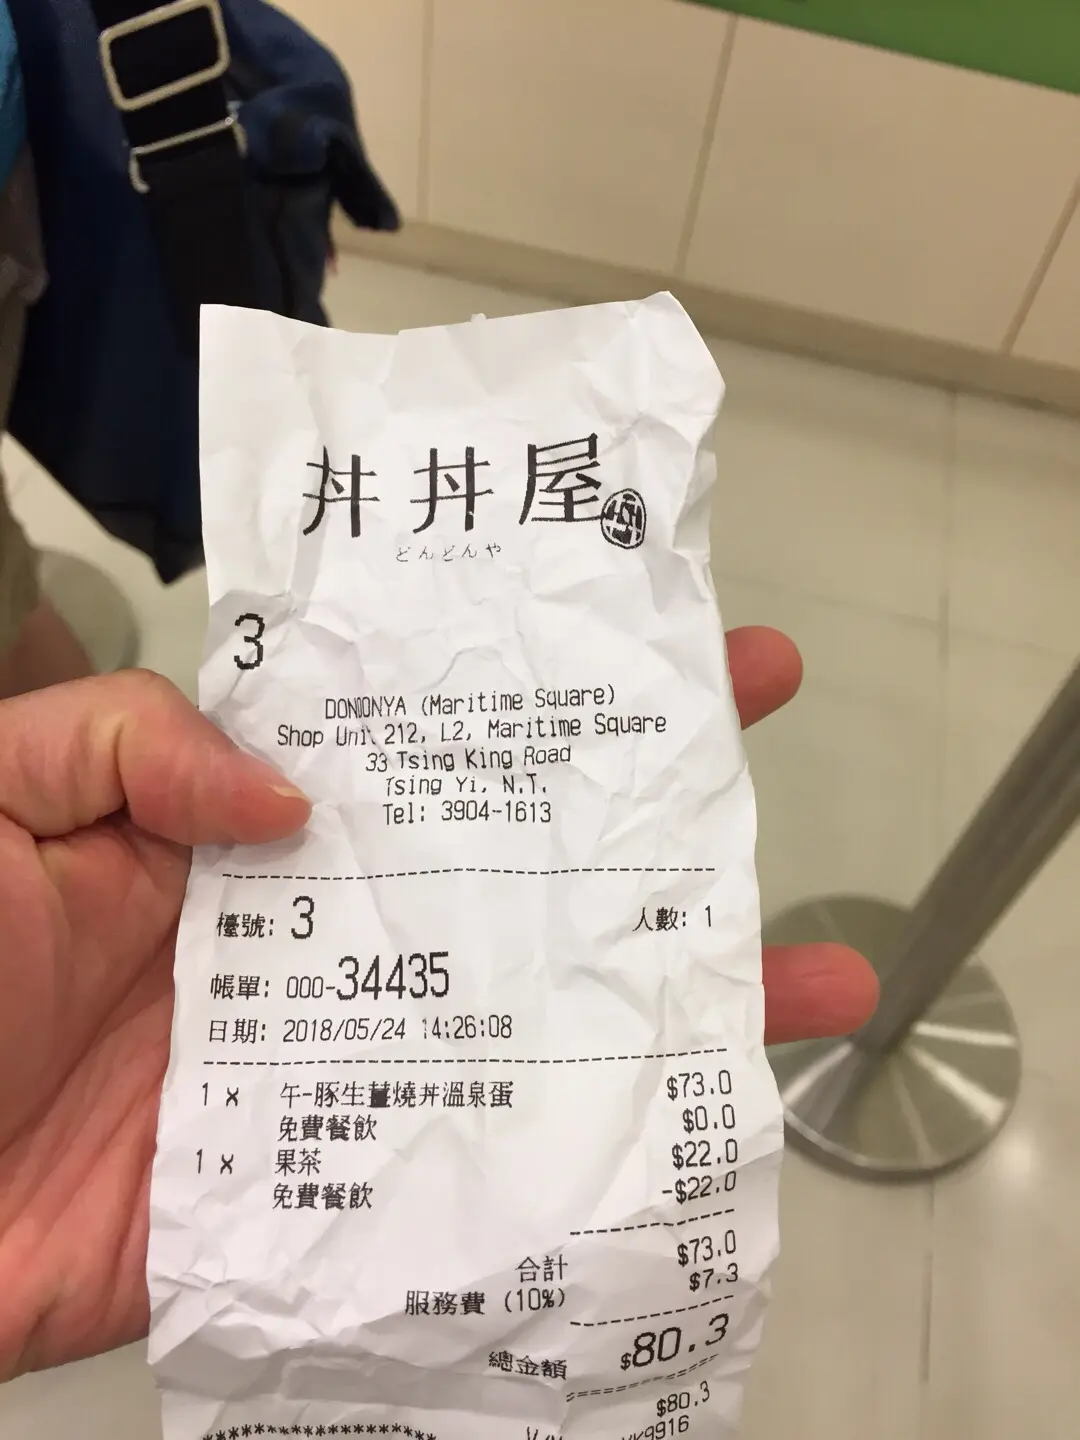 丼丼屋
どんどんや
3
DONDONYA (Maritime Square)
Shop Unit 212, L2, Maritime Square
33 Tsing King Road
Tsing Yi, N.T.
Tel: 3904-1613
檯號: 3 人數: 1
帳單: 000-34435
日期: 2018/05/24 14:26:08
1 x 午-豚生薑燒丼溫泉蛋 $73.0
免費餐飲 $0.0
1 x 果茶 $22.0
免費餐飲 -$22.0
合計 $73.0
服務費 (10%) $7.3
總金額 $80.3
$80.3